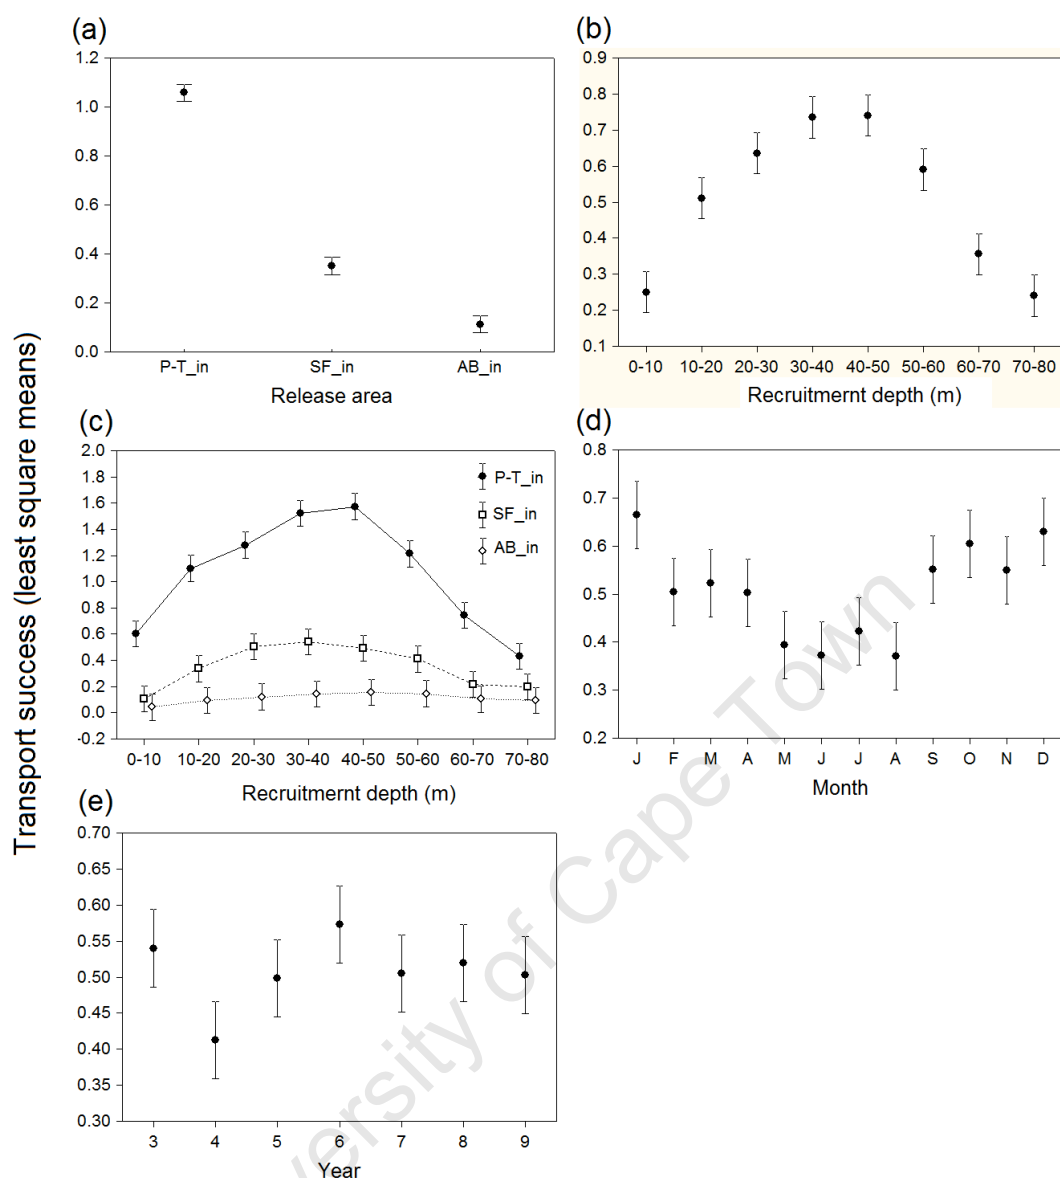 (a)
1.2
1.0
0.8
0.6
0.4
0.2
0.0
P-T_in SF_in AB_in
Release area
(b)
0.9
0.8
0.7
0.6
0.5
0.4
0.3
0.2
0.1
0-10 10-20 20-30 30-40 40-50 50-60 60-70 70-80
Recruitmernt depth (m)
Transport success (least square means)
(c)
2.0
1.8
1.6
1.4
1.2
1.0
0.8
0.6
0.4
0.2
0.0
-0.2
P-T_in
SF_in
AB_in
0-10 10-20 20-30 30-40 40-50 50-60 60-70 70-80
Recruitmernt depth (m)
(d)
0.8
0.7
0.6
0.5
0.4
0.3
0.2
J F M A M J J A S O N D
Month
(e)
0.70
0.65
0.60
0.55
0.50
0.45
0.40
0.35
0.30
3 4 5 6 7 8 9
Year
versity of Cape Town